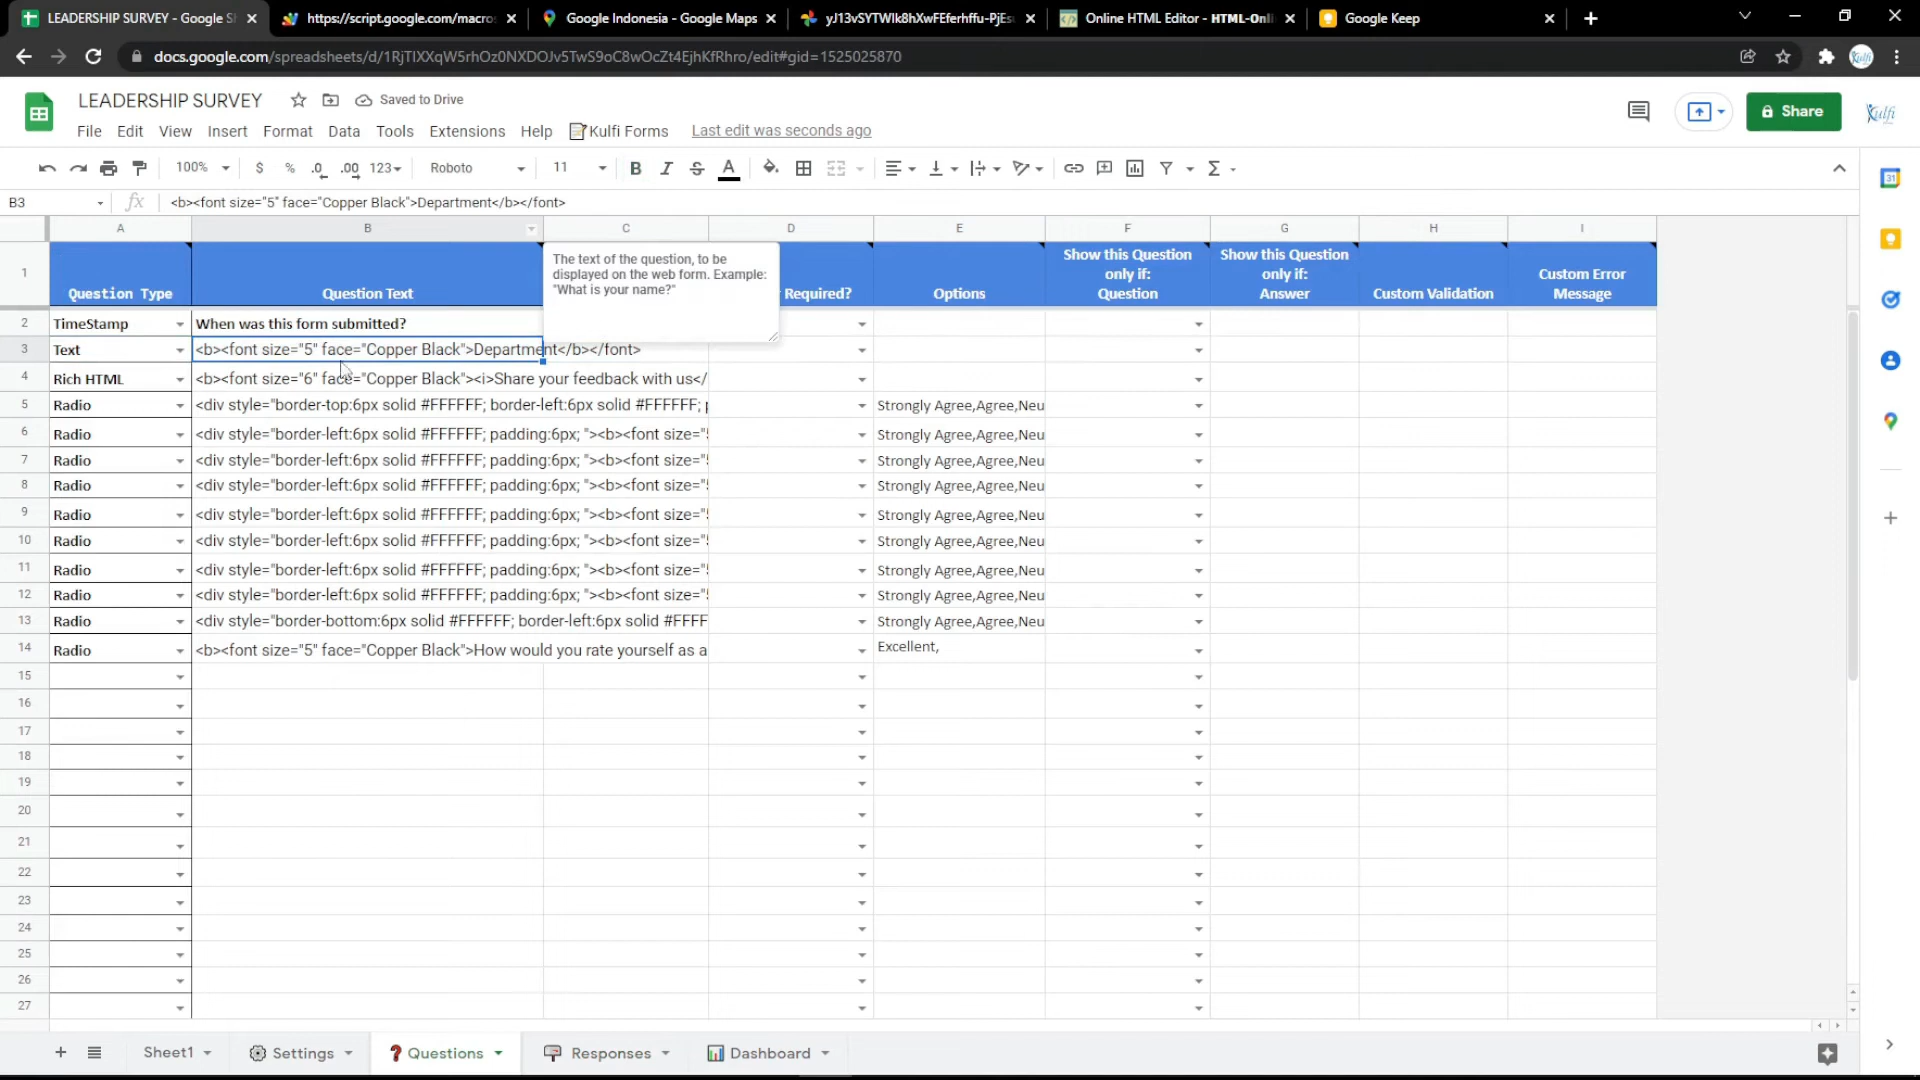 LEADERSHIP SURVEY - Google S
https://script.google.com/macro
Google Indonesia - Google Maps
Online HTML Editor - HTML-Onli
Google Keep
docs.google.com/spreadsheets/d/1RjTIXXqW5rhOz0NXDOJv5TwS9oC8wOcZt4EjhKfRhro/edit#gid=1525025870
LEADERSHIP SURVEY
Saved to Drive
File Edit View Insert Format Data Tools Extensions Help Kulfi Forms Last edit was seconds ago
Share
Kulfi
100% $ % .0 .00 123 Roboto 11 B I S A
B3 fx <b><font size="5" face="Copper Black">Department</b></font>
A B C D E F G H I
1 Question Type Question Text
The text of the question, to be
displayed on the web form. Example:
"What is your name?"
Required?
Options
Show this Question
only if:
Question
Show this Question
only if:
Answer
Custom Validation
Custom Error
Message
2 TimeStamp When was this form submitted?
3 Text <b><font size="5" face="Copper Black">Department</b></font>
4 Rich HTML <b><font size="6" face="Copper Black"><i>Share your feedback with us</
5 Radio <div style="border-top:6px solid #FFFFFF; border-left:6px solid #FFFFFF; p Strongly Agree,Agree,Neu
6 Radio <div style="border-left:6px solid #FFFFFF; padding:6px; "><b><font size="5 Strongly Agree,Agree,Neu
7 Radio <div style="border-left:6px solid #FFFFFF; padding:6px; "><b><font size="5 Strongly Agree,Agree,Neu
8 Radio <div style="border-left:6px solid #FFFFFF; padding:6px; "><b><font size="5 Strongly Agree,Agree,Neu
9 Radio <div style="border-left:6px solid #FFFFFF; padding:6px; "><b><font size="5 Strongly Agree,Agree,Neu
10 Radio <div style="border-left:6px solid #FFFFFF; padding:6px; "><b><font size="5 Strongly Agree,Agree,Neu
11 Radio <div style="border-left:6px solid #FFFFFF; padding:6px; "><b><font size="5 Strongly Agree,Agree,Neu
12 Radio <div style="border-left:6px solid #FFFFFF; padding:6px; "><b><font size="5 Strongly Agree,Agree,Neu
13 Radio <div style="border-bottom:6px solid #FFFFFF; border-left:6px solid #FFFF Strongly Agree,Agree,Neu
14 Radio <b><font size="5" face="Copper Black">How would you rate yourself as a Excellent,
15
16
17
18
19
20
21
22
23
24
25
26
27
Sheet1 Settings Questions Responses Dashboard